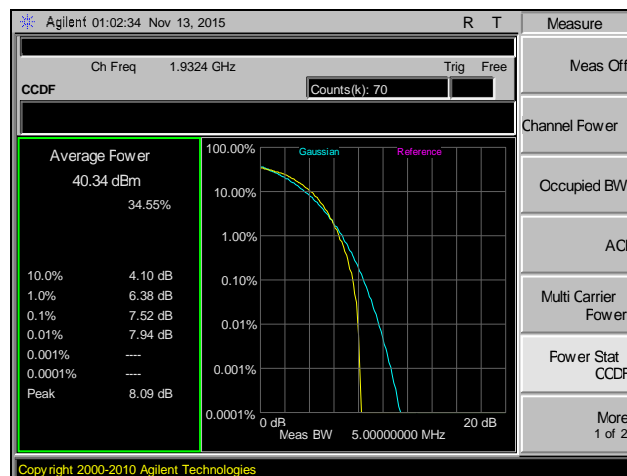 Agilent 01:02:34 Nov 13, 2015 R T Measure
Ch Freq 1.9324 GHz Trig Free
CCDF Counts(k): 70
Meas Off
Channel Fower
Occupied BW
AC
Multi Carrier
Fower
Fower Stat
CCDF
More
1 of 2
Average Fower
40.34 dBm
34.55%
10.0% 4.10 dB
1.0% 6.38 dB
0.1% 7.52 dB
0.01% 7.94 dB
0.001% ----
0.0001% ----
Peak 8.09 dB
Gaussian Reference
100.00%
10.00%
1.00%
0.10%
0.01%
0.001%
0.0001%
0 dB 20 dB
Meas BW 5.00000000 MHz
Copyright 2000-2010 Agilent Technologies